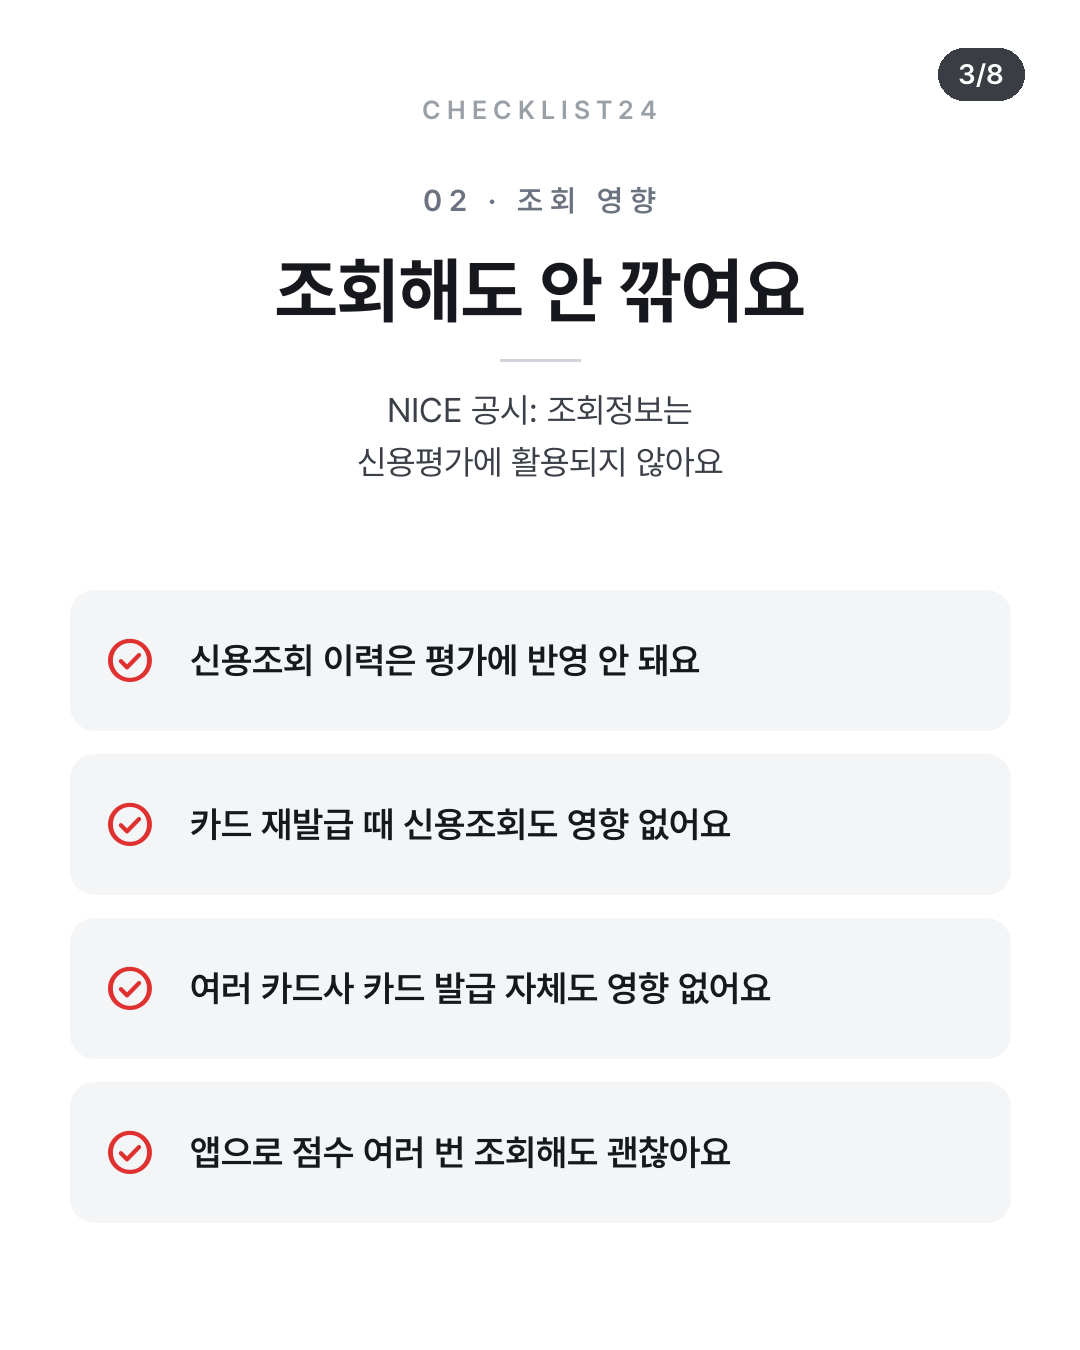 3/8
CHECKLIST24
02 · 조회 영향
조회해도 안 깎여요
NICE 공시: 조회정보는
신용평가에 활용되지 않아요
신용조회 이력은 평가에 반영 안 돼요
카드 재발급 때 신용조회도 영향 없어요
여러 카드사 카드 발급 자체도 영향 없어요
앱으로 점수 여러 번 조회해도 괜찮아요